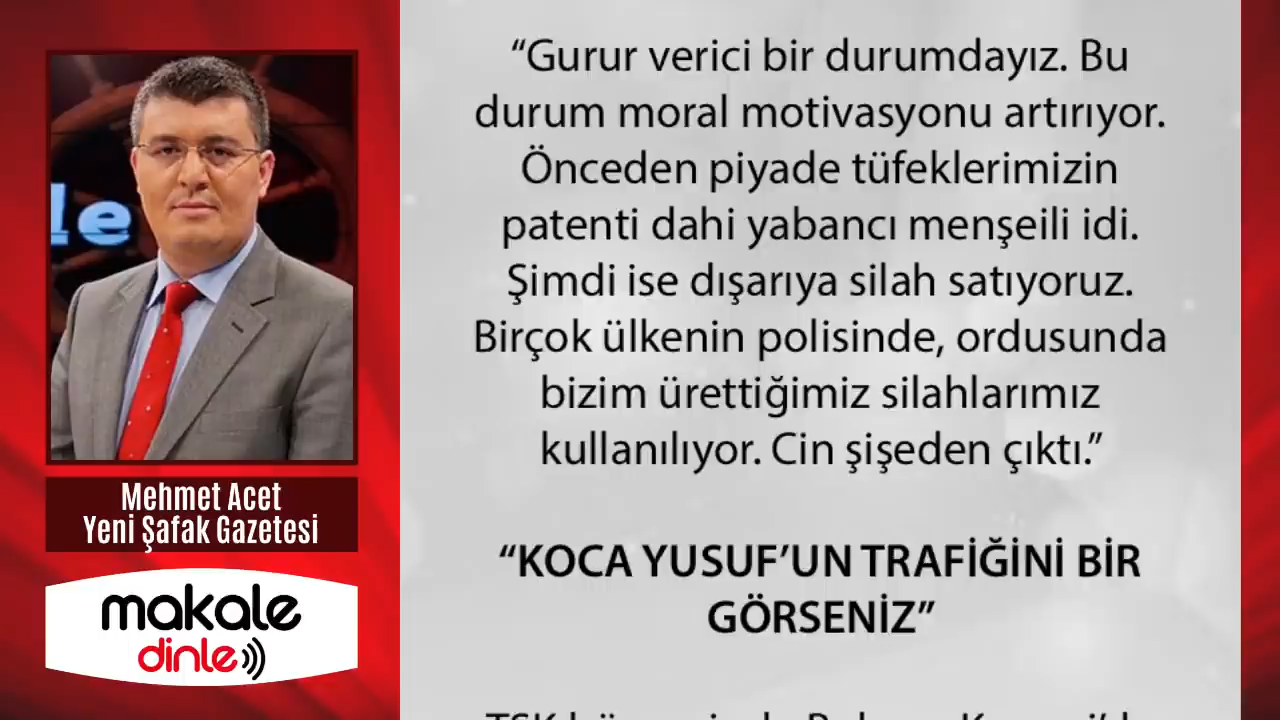 “Gurur verici bir durumdayız. Bu
durum moral motivasyonu artırıyor.
Önceden piyade tüfeklerimizin
patenti dahi yabancı menşeili idi.
Şimdi ise dışarıya silah satıyoruz.
Birçok ülkenin polisinde, ordusunda
bizim ürettiğimiz silahlarımız
kullanılıyor. Cin şişeden çıktı.”
“KOCA YUSUF’UN TRAFİĞİNİ BİR
GÖRSENİZ”
le
Mehmet Acet
Yeni Şafak Gazetesi
makale
dinle